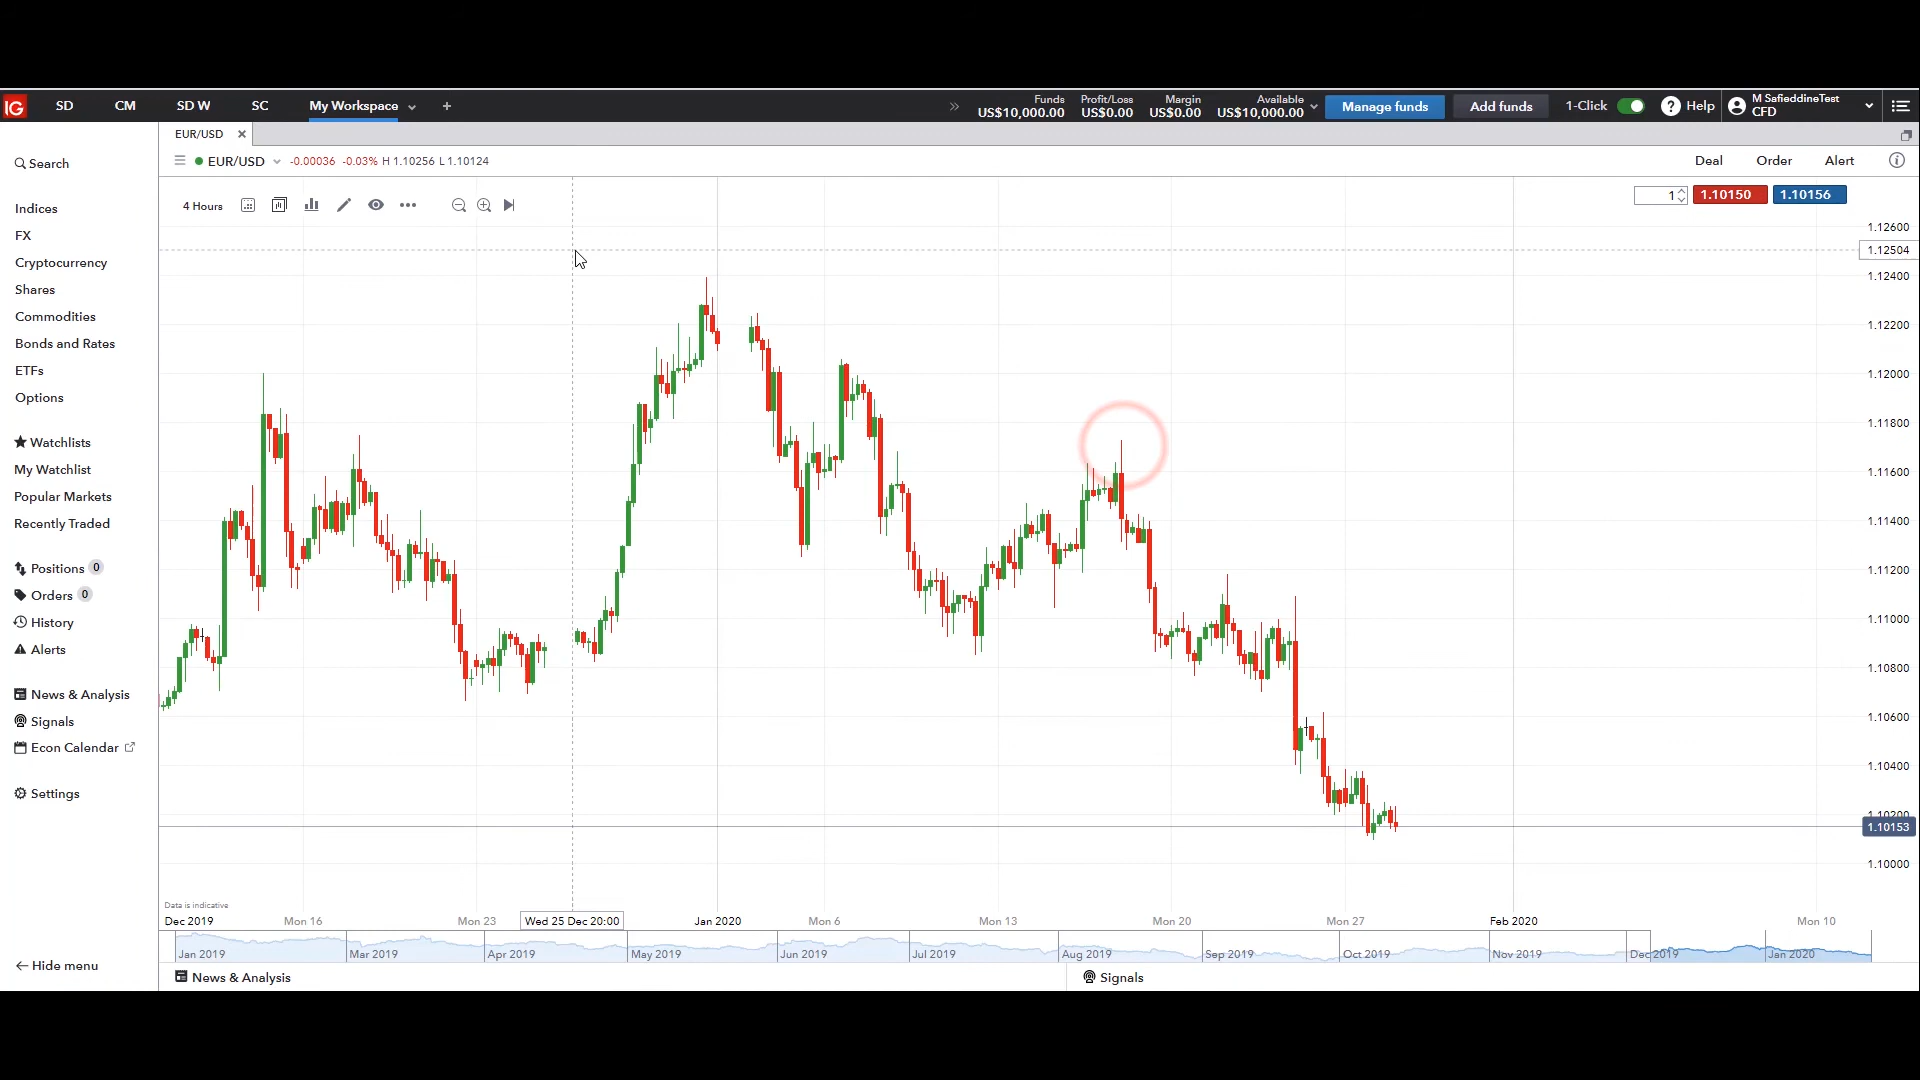 IG SD CM SD W SC My Workspace + » Funds Profit/Loss Margin Available Manage funds Add funds 1-Click ? Help M SafieddineTest
US$10,000.00 US$0.00 US$0.00 US$10,000.00 CFD
EUR/USD ×
EUR/USD -0.00036 -0.03% H 1.10256 L 1.10124 Deal Order Alert i
4 Hours 1 1.10150 1.10156
Search
Indices
FX
Cryptocurrency
Shares
Commodities
Bonds and Rates
ETFs
Options
Watchlists
My Watchlist
Popular Markets
Recently Traded
Positions 0
Orders 0
History
Alerts
News & Analysis
Signals
Econ Calendar
Settings
← Hide menu
1.12600
1.12504
1.12400
1.12200
1.12000
1.11800
1.11600
1.11400
1.11200
1.11000
1.10800
1.10600
1.10400
1.10200
1.10153
1.10000
Data is indicative
Dec 2019 Mon 16 Mon 23 Wed 25 Dec 20:00 Jan 2020 Mon 6 Mon 13 Mon 20 Mon 27 Feb 2020 Mon 10
Jan 2019 Mar 2019 Apr 2019 May 2019 Jun 2019 Jul 2019 Aug 2019 Sep 2019 Oct 2019 Nov 2019 Dec 2019 Jan 2020
News & Analysis Signals